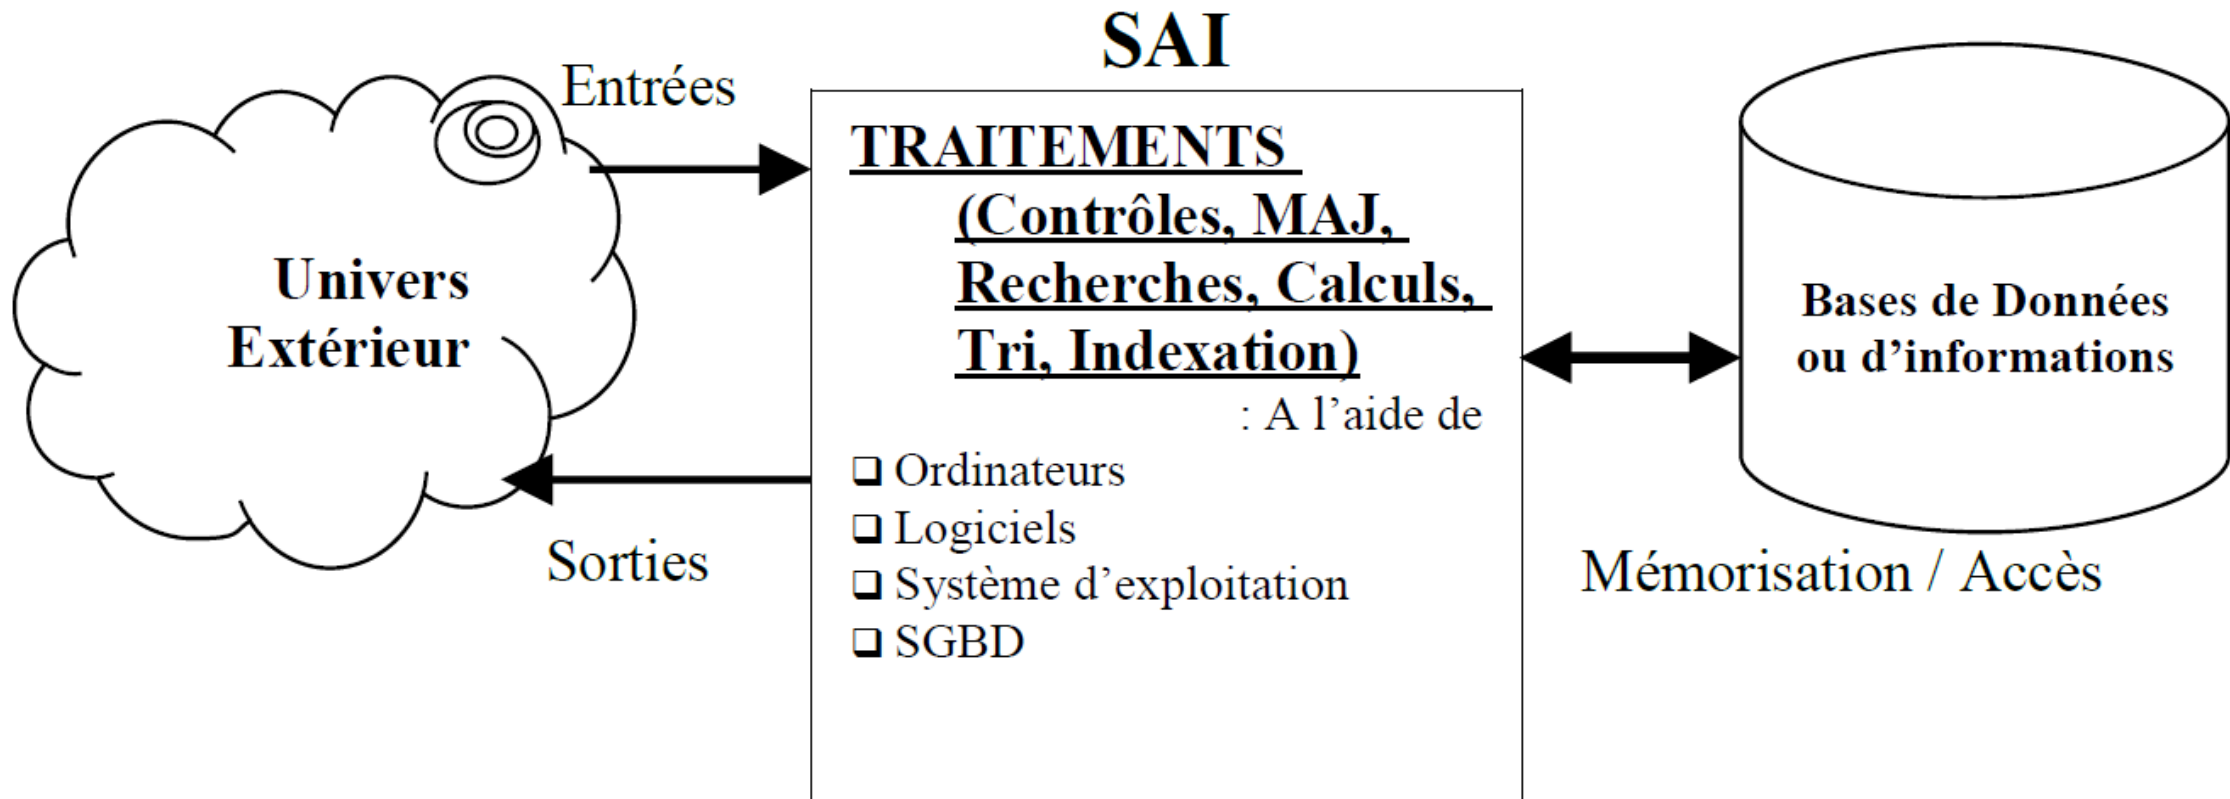 SAI
Entrées
Univers
Extérieur
Sorties
TRAITEMENTS
(Contrôles, MAJ,
Recherches, Calculs,
Tri, Indexation)
: A l’aide de
❑ Ordinateurs
❑ Logiciels
❑ Système d’exploitation
❑ SGBD
Bases de Données
ou d’informations
Mémorisation / Accès